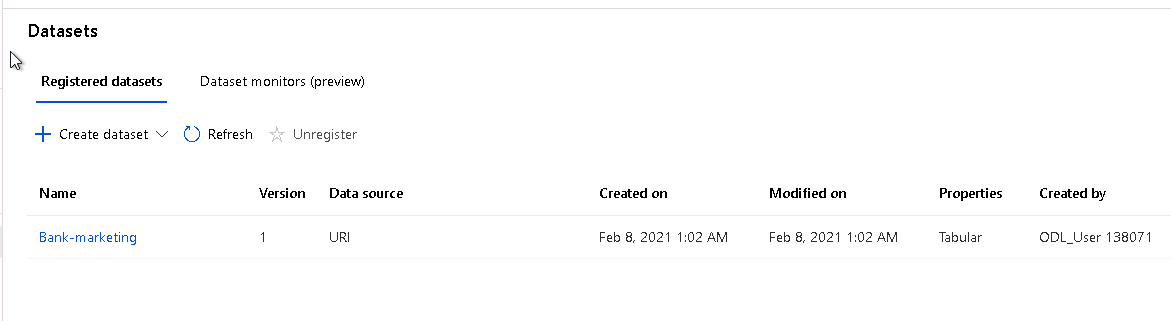 Datasets
Registered datasets Dataset monitors (preview)
Create dataset Refresh Unregister
Name Version Data source Created on Modified on Properties Created by
Bank-marketing 1 URI Feb 8, 2021 1:02 AM Feb 8, 2021 1:02 AM Tabular ODL_User 138071